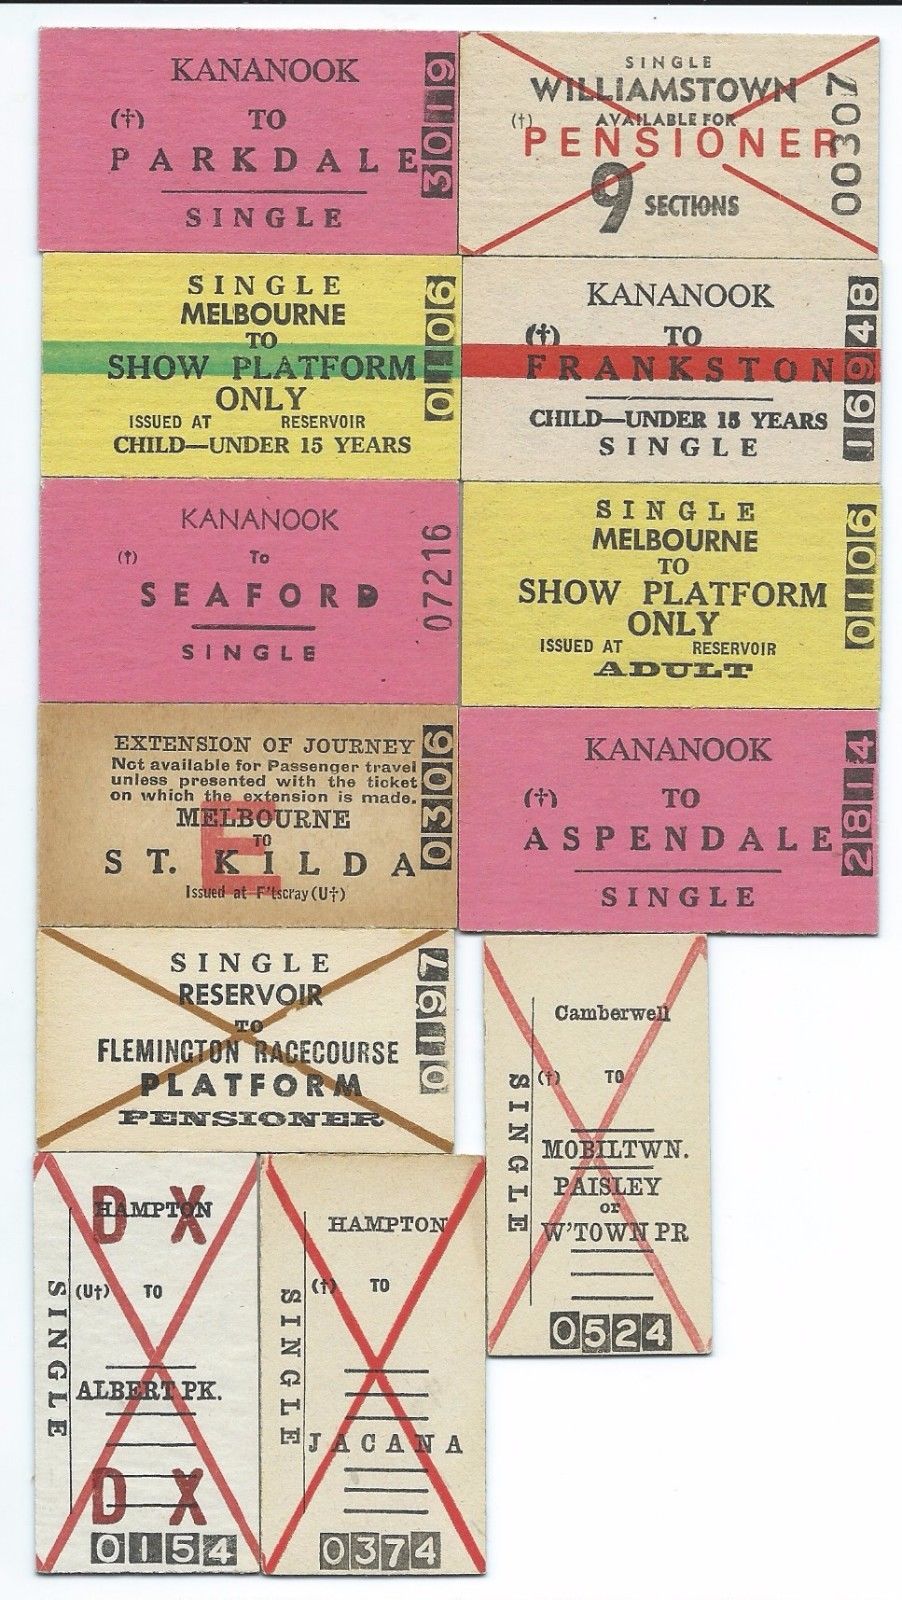 KANANOOK
(†) TO
PARKDALE
SINGLE
3019
SINGLE
WILLIAMSTOWN
(†) AVAILABLE FOR
PENSIONER
9 SECTIONS
00307
SINGLE
MELBOURNE
TO
SHOW PLATFORM
ONLY
ISSUED AT RESERVOIR
CHILD—UNDER 15 YEARS
0106
KANANOOK
(†) TO
FRANKSTON
CHILD—UNDER 15 YEARS
SINGLE
16948
KANANOOK
(†) To
SEAFORD
SINGLE
07216
SINGLE
MELBOURNE
TO
SHOW PLATFORM
ONLY
ISSUED AT RESERVOIR
ADULT
0106
EXTENSION OF JOURNEY
Not available for Passenger travel
unless presented with the ticket
on which the extension is made.
MELBOURNE
TO
ST. KILDA
Issued at F'tscray (U†)
E
0306
KANANOOK
(†) TO
ASPENDALE
SINGLE
2814
SINGLE
RESERVOIR
TO
FLEMINGTON RACECOURSE
PLATFORM
PENSIONER
0197
Camberwell
(†) TO
MOBILTWN.
PAISLEY
or
W'TOWN PR
SINGLE
0524
D X
HAMPTON
(U†) TO
ALBERT PK.
SINGLE
D X
0154
HAMPTON
(†) TO
JACANA
SINGLE
0374